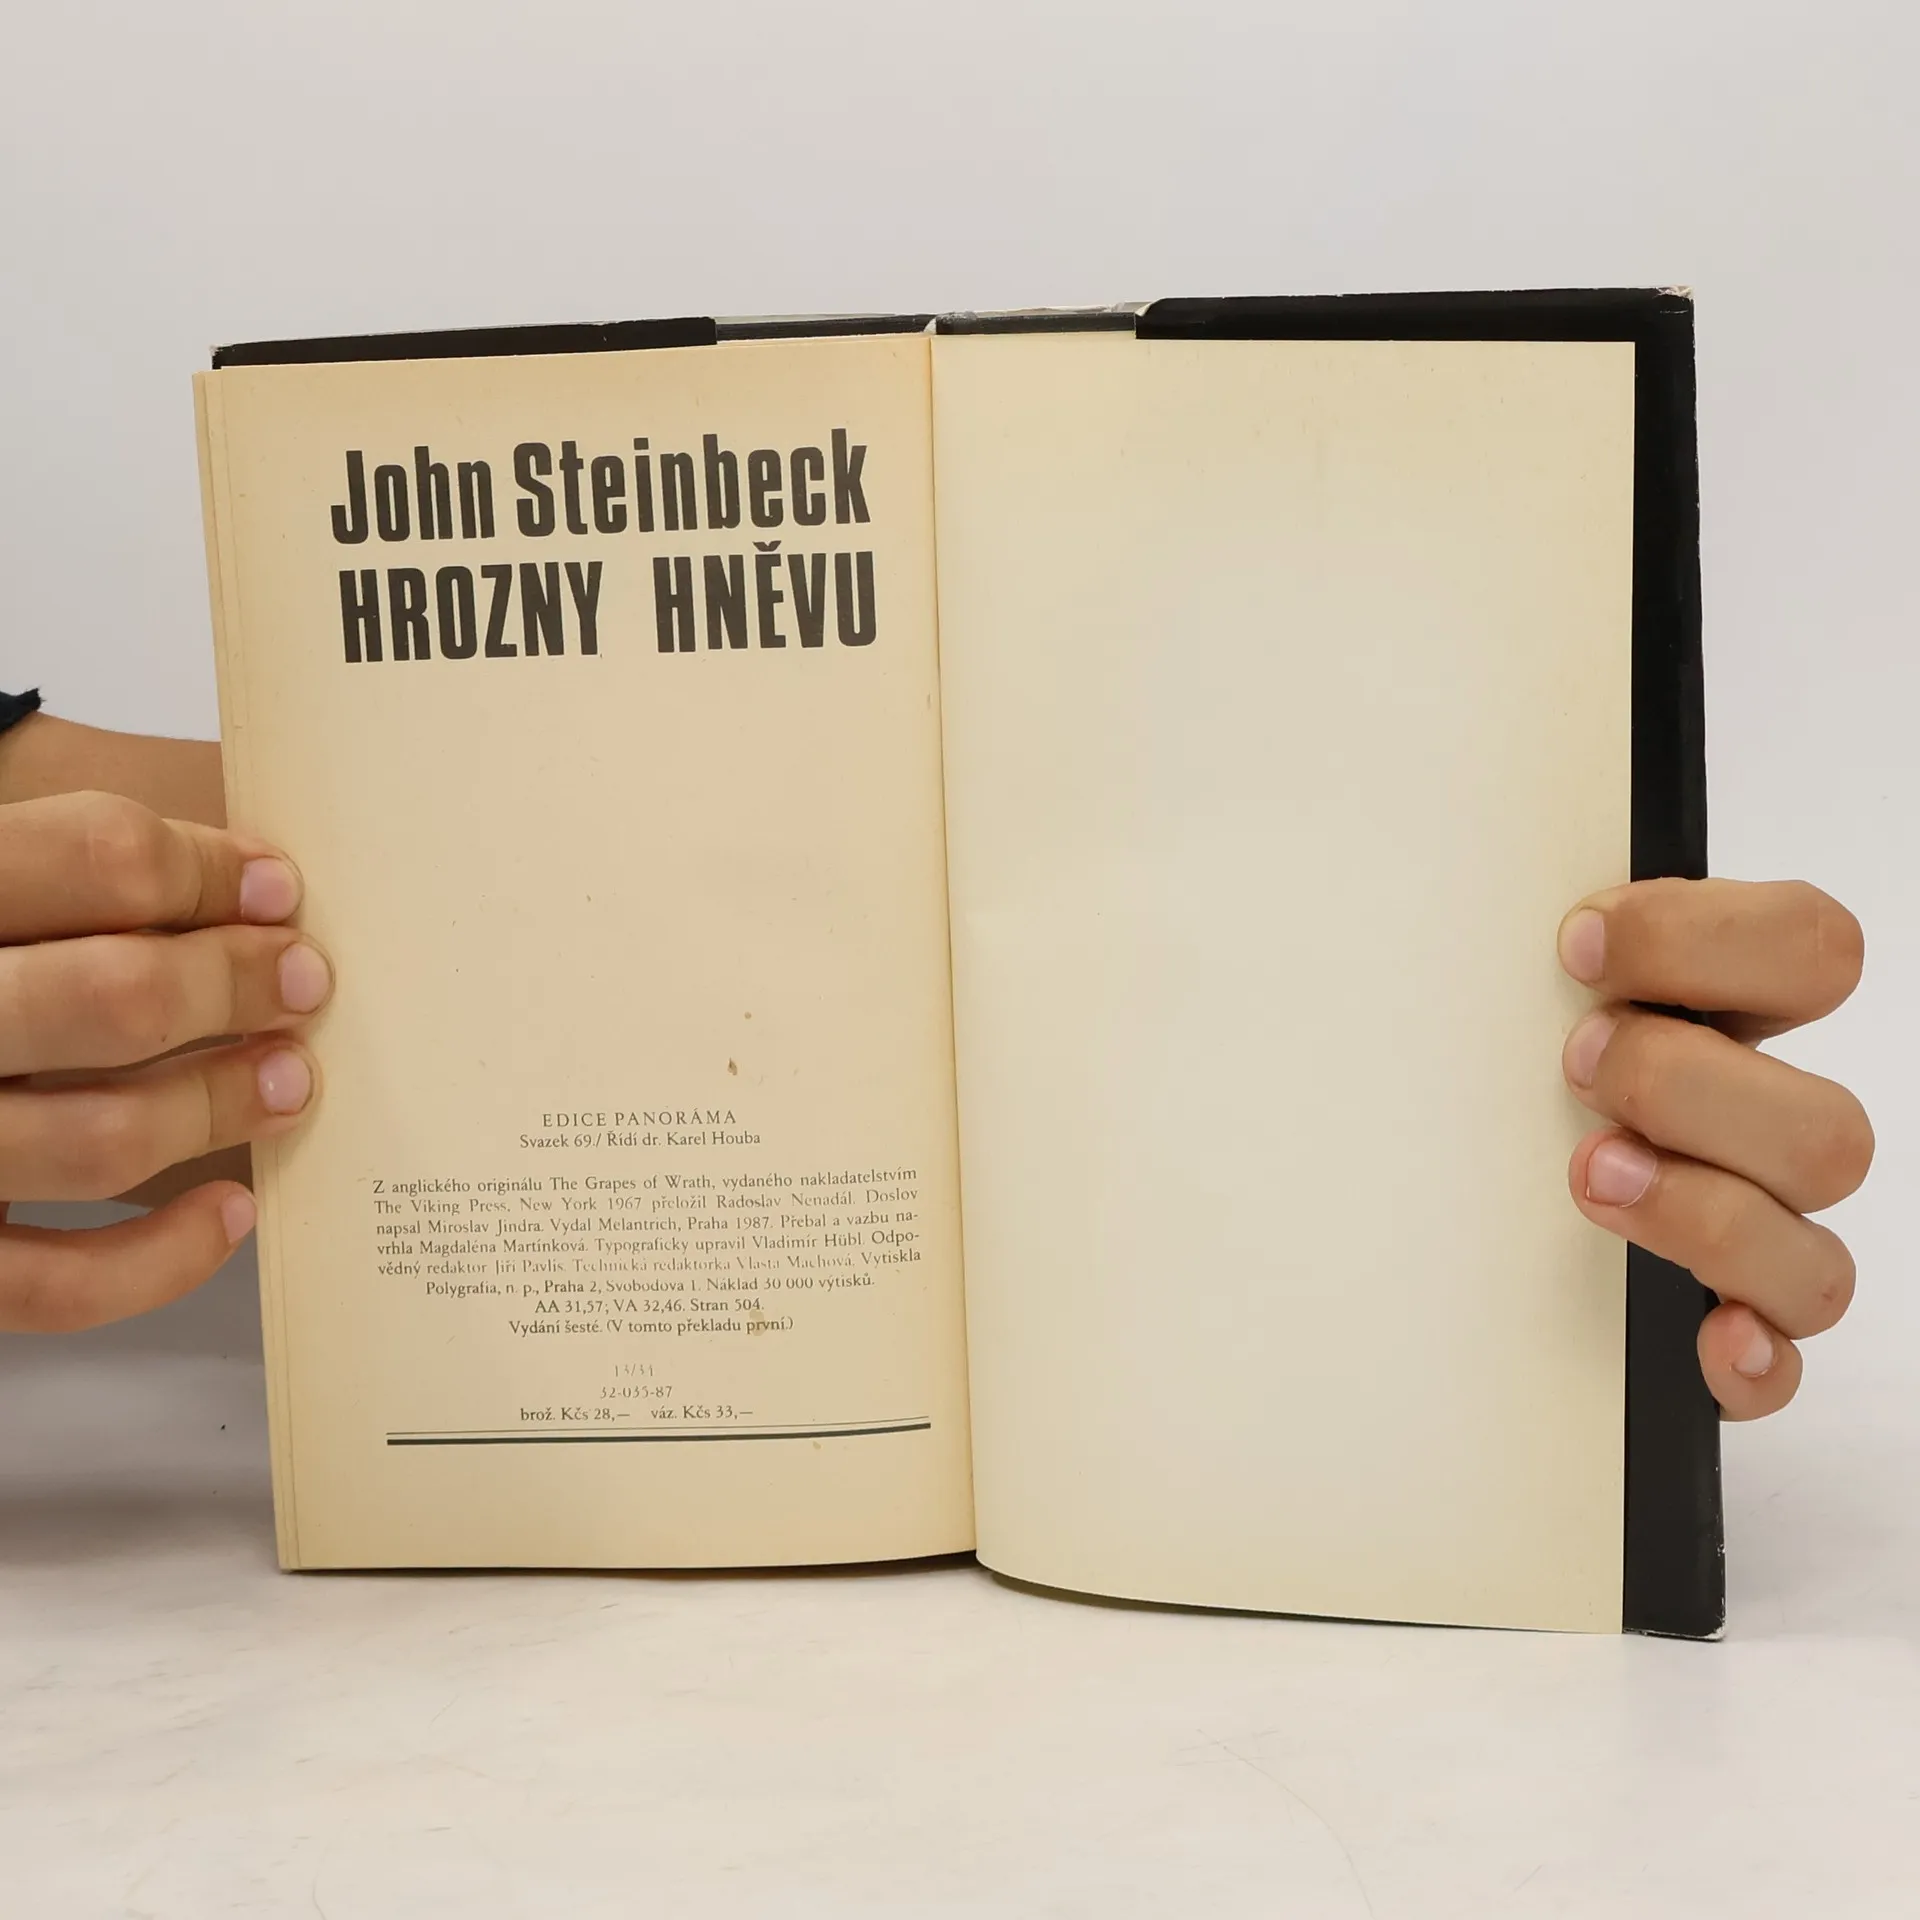 John Steinbeck
HROZNY HNĚVU
EDICE PANORÁMA
Svazek 69./ Řídí dr. Karel Houba
Z anglického originálu The Grapes of Wrath, vydaného nakladatelstvím
The Viking Press, New York 1967 přeložil Radoslav Nenadál. Doslov
napsal Miroslav Jindra. Vydal Melantrich, Praha 1987. Přebal a vazbu na-
vrhla Magdaléna Martínková. Typograficky upravil Vladimír Hübl. Odpo-
vědný redaktor Jiří Pavlis. Technická redaktorka Vlasta Machová. Vytiskla
Polygrafia, n. p., Praha 2, Svobodova 1. Náklad 30 000 výtisků.
AA 31,57; VA 32,46. Stran 504.
Vydání šesté. (V tomto překladu první.)
13/34
32-035-87
brož. Kčs 28,— váz. Kčs 33,—